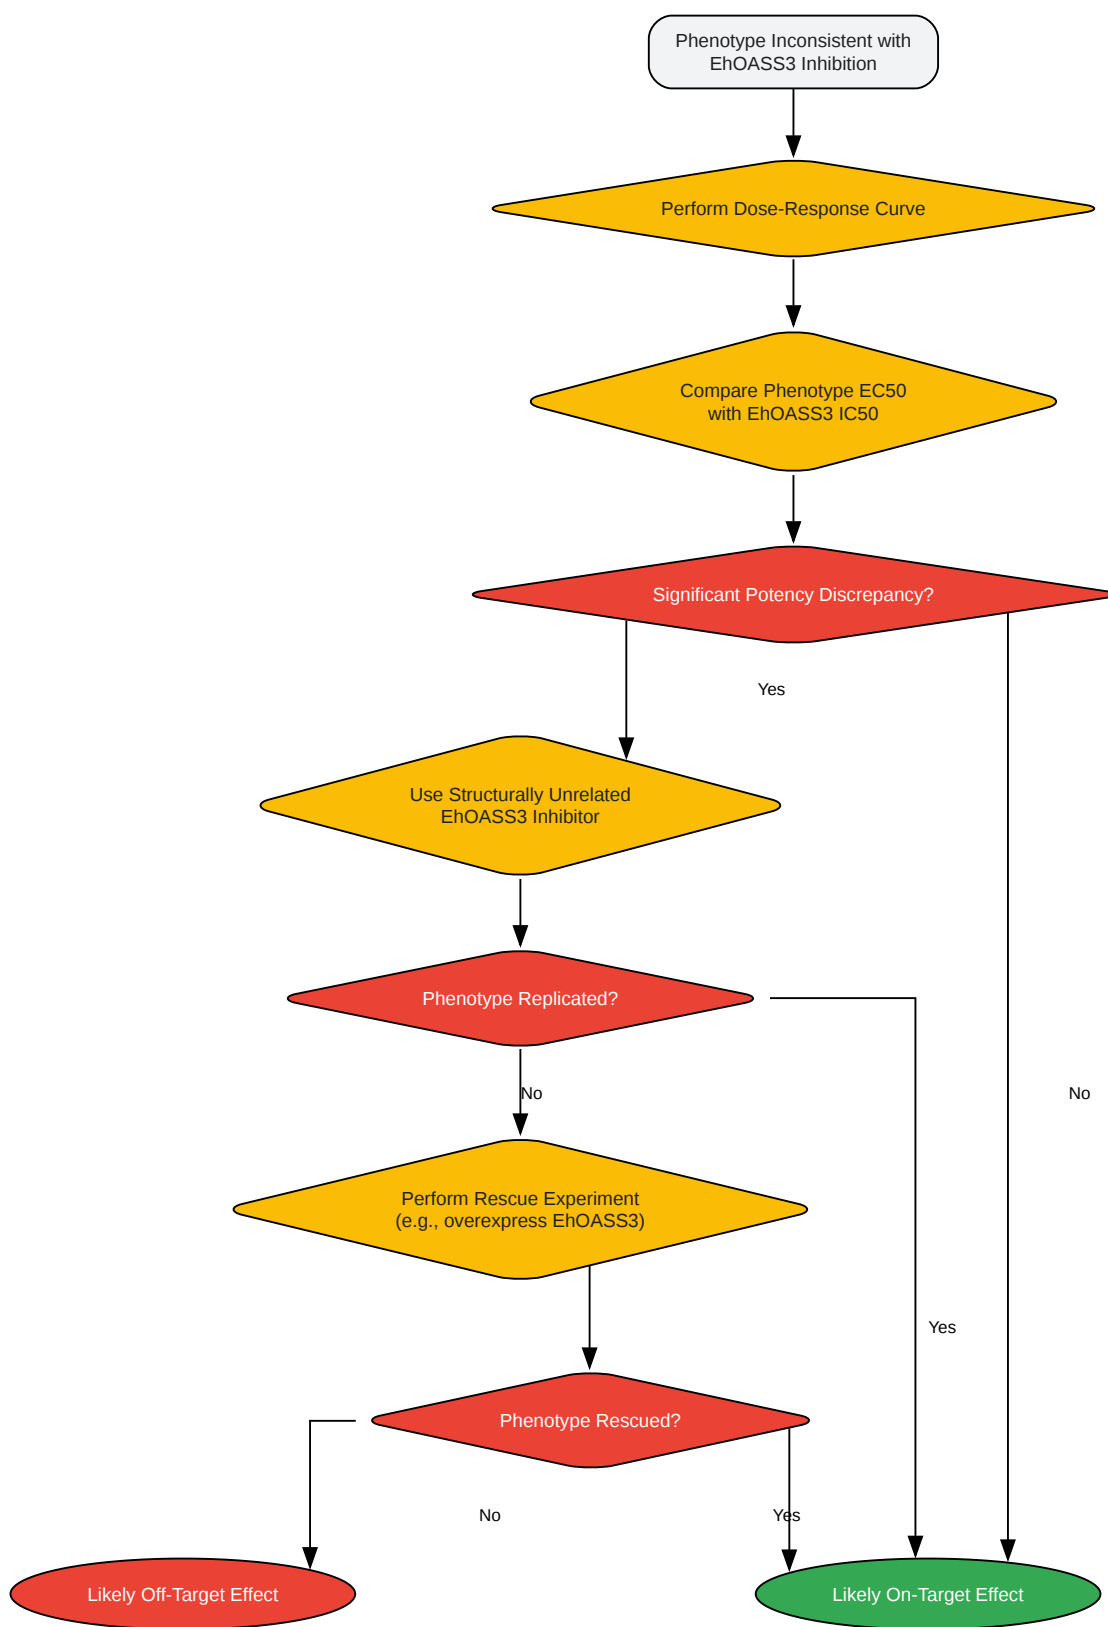 Phenotype Inconsistent with
EhOASS3 Inhibition
Perform Dose-Response Curve
Compare Phenotype EC50
with EhOASS3 IC50
Significant Potency Discrepancy?
Yes
Use Structurally Unrelated
EhOASS3 Inhibitor
Phenotype Replicated?
No
No
Perform Rescue Experiment
(e.g., overexpress EhOASS3)
Yes
Phenotype Rescued?
No
Yes
Likely Off-Target Effect
Likely On-Target Effect